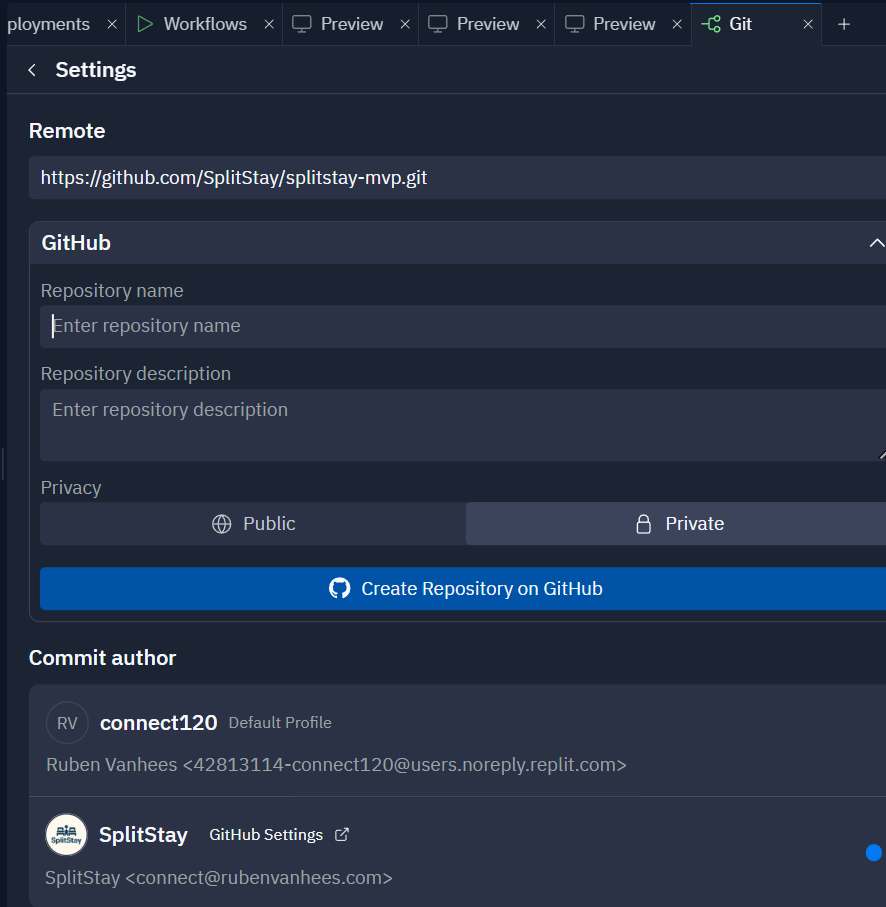 ployments × Workflows × Preview × Preview × Preview × Git × +
Settings
Remote
https://github.com/SplitStay/splitstay-mvp.git
GitHub
Repository name
Enter repository name
Repository description
Enter repository description
Privacy
Public Private
Create Repository on GitHub
Commit author
RV connect120 Default Profile
Ruben Vanhees <42813114-connect120@users.noreply.replit.com>
SplitStay SplitStay GitHub Settings
SplitStay <connect@rubenvanhees.com>